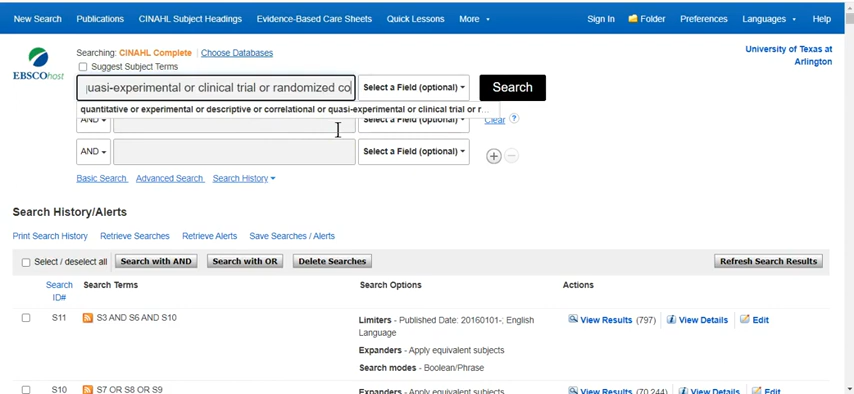 New Search Publications CINAHL Subject Headings Evidence-Based Care Sheets Quick Lessons More Sign In Folder Preferences Languages Help
Searching: CINAHL Complete Choose Databases
University of Texas at
Arlington
Suggest Subject Terms
EBSCOhost
quasi-experimental or clinical trial or randomized co Select a Field (optional) Search
quantitative or experimental or descriptive or correlational or quasi-experimental or clinical trial or r...
AND Select a Field (optional) Clear ?
AND Select a Field (optional)
Basic Search Advanced Search Search History
Search History/Alerts
Print Search History Retrieve Searches Retrieve Alerts Save Searches / Alerts
Select / deselect all Search with AND Search with OR Delete Searches Refresh Search Results
Search Search Terms Search Options Actions
ID#
S11 S3 AND S6 AND S10 Limiters - Published Date: 20160101-; English View Results (797) View Details Edit
Language
Expanders - Apply equivalent subjects
Search modes - Boolean/Phrase
S10 S7 OR S8 OR S9 Expanders - Apply equivalent subjects View Results (70,244) View Details Edit